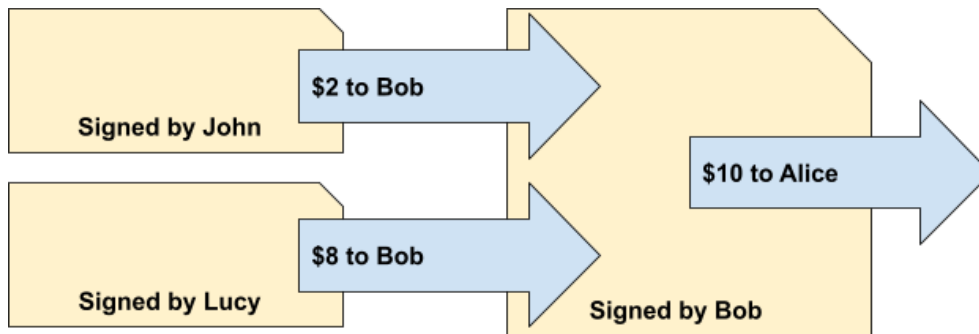 $2 to Bob
Signed by John
$10 to Alice
$8 to Bob
Signed by Lucy
Signed by Bob